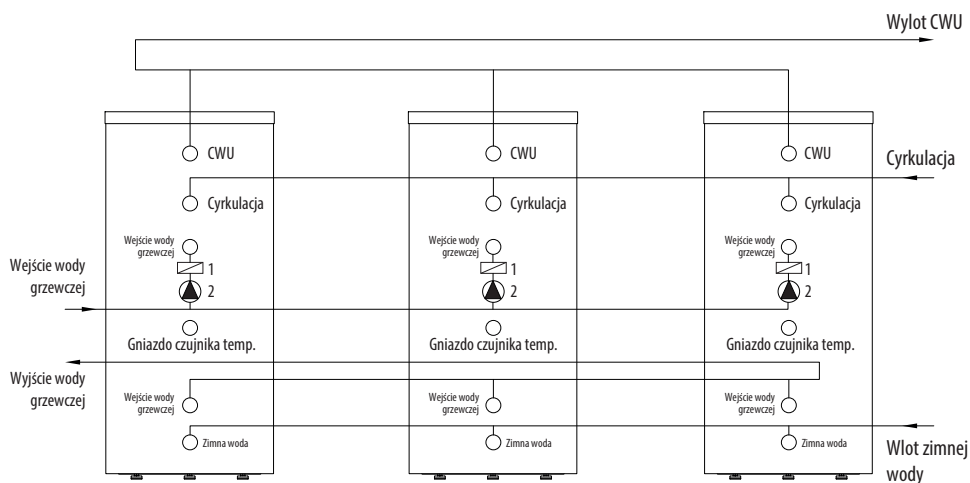 Wylot CWU
CWU
CWU
CWU
Cyrkulacja
Cyrkulacja
Cyrkulacja
Cyrkulacja
Wejście wody
grzewczej
Wejście wody
grzewczej
Wejście wody
grzewczej
Wejście wody
grzewczej
1
1
1
2
2
2
Gniazdo czujnika temp.
Gniazdo czujnika temp.
Gniazdo czujnika temp.
Wyjście wody
grzewczej
Wejście wody
grzewczej
Wejście wody
grzewczej
Wejście wody
grzewczej
Zimna woda
Zimna woda
Zimna woda
Wlot zimnej
wody